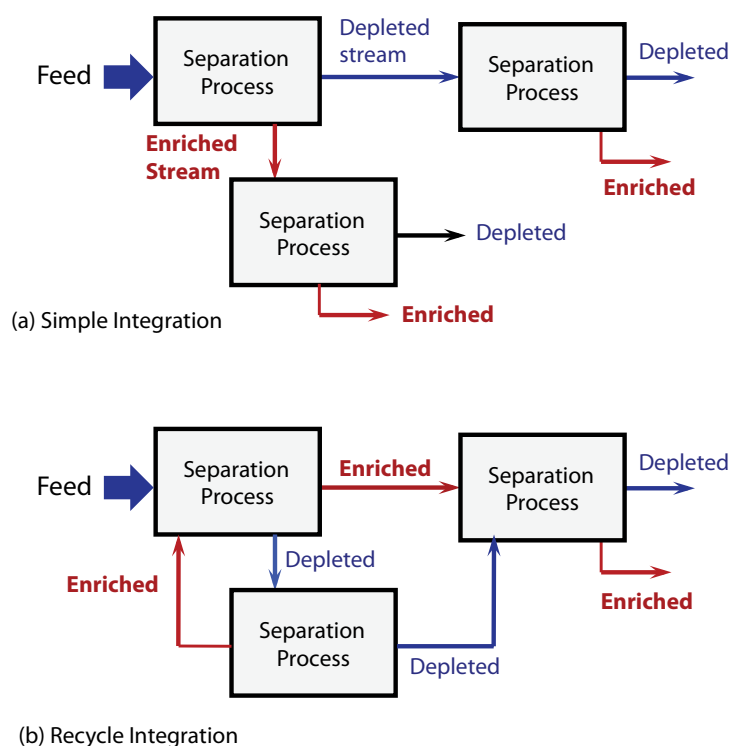 Feed
Separation
Process
Depleted
stream
Separation
Process
Depleted
Enriched
Stream
Enriched
Separation
Process
Depleted
Enriched
(a) Simple Integration
Feed
Separation
Process
Enriched
Separation
Process
Depleted
Enriched
Depleted
Enriched
Separation
Process
Depleted
(b) Recycle Integration